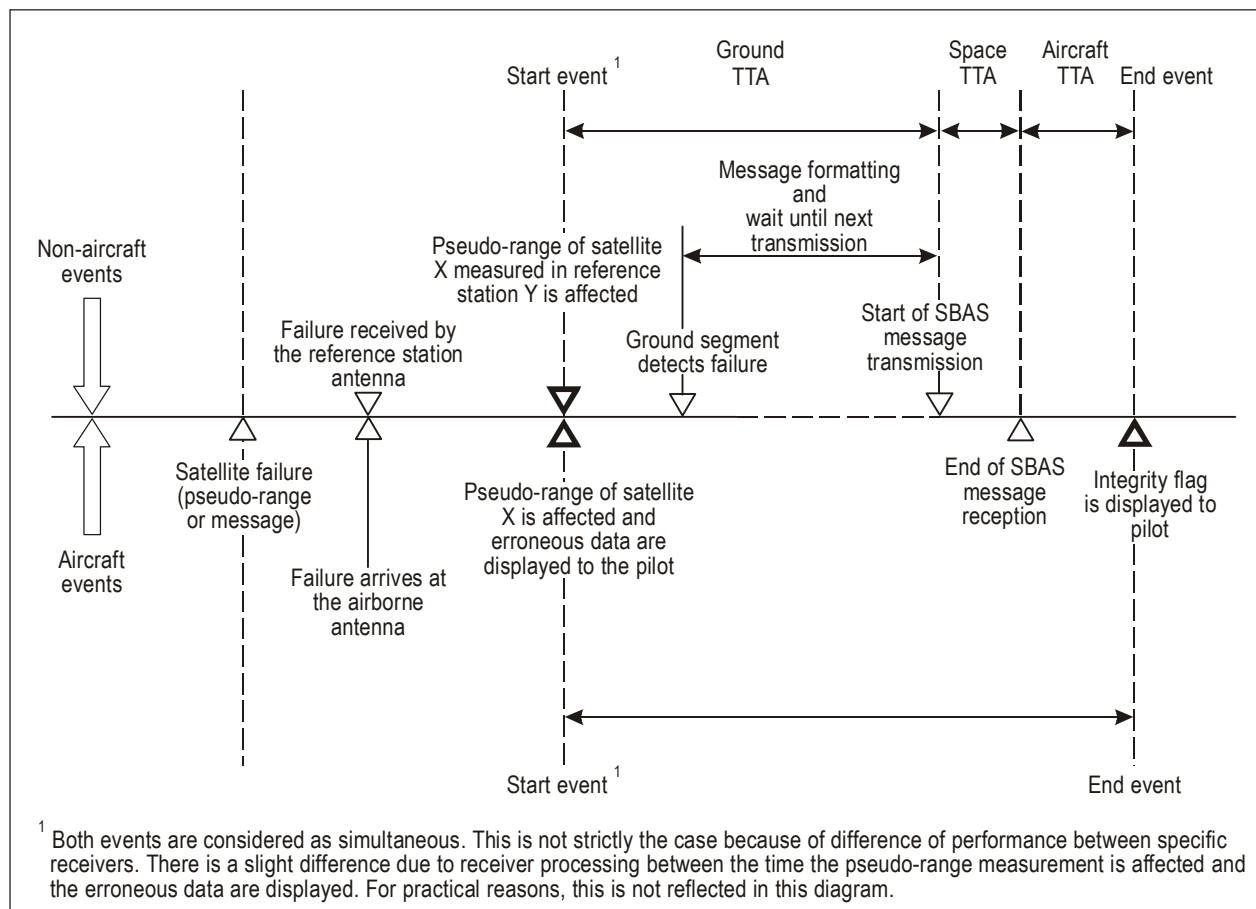 Ground
TTA
Space
TTA
Aircraft
TTA
Start event 1
End event
Message formatting
and
wait until next
transmission
Non-aircraft
events
Pseudo-range of satellite
X measured in reference
station Y is affected
Failure received by
the reference station
antenna
Ground segment
detects failure
Start of SBAS
message
transmission
Satellite failure
(pseudo-range
or message)
Aircraft
events
Failure arrives at
the airborne
antenna
Pseudo-range of satellite
X is affected and
erroneous data are
displayed to the pilot
End of SBAS
message
reception
Integrity flag
is displayed to
pilot
Start event 1
End event
1 Both events are considered as simultaneous. This is not strictly the case because of difference of performance between specific
receivers. There is a slight difference due to receiver processing between the time the pseudo-range measurement is affected and
the erroneous data are displayed. For practical reasons, this is not reflected in this diagram.